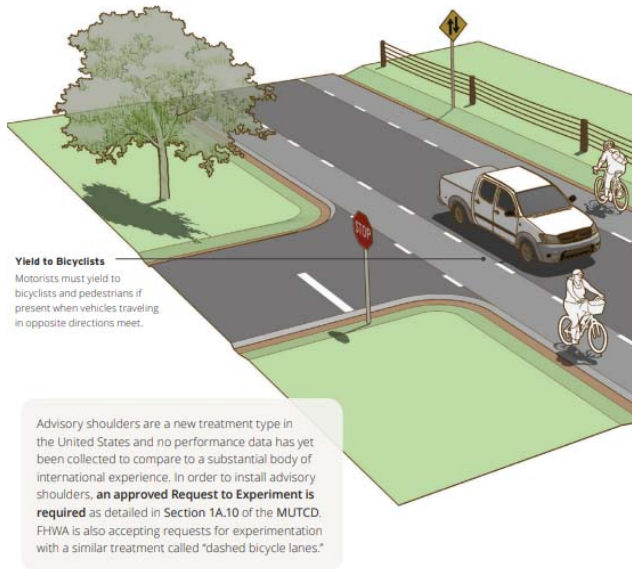 STOP
Yield to Bicyclists
Motorists must yield to
bicyclists and pedestrians if
present when vehicles traveling
in opposite directions meet.
Advisory shoulders are a new treatment type in
the United States and no performance data has yet
been collected to compare to a substantial body of
international experience. In order to install advisory
shoulders, an approved Request to Experiment is
required as detailed in Section 1A.10 of the MUTCD.
FHWA is also accepting requests for experimentation
with a similar treatment called “dashed bicycle lanes.”